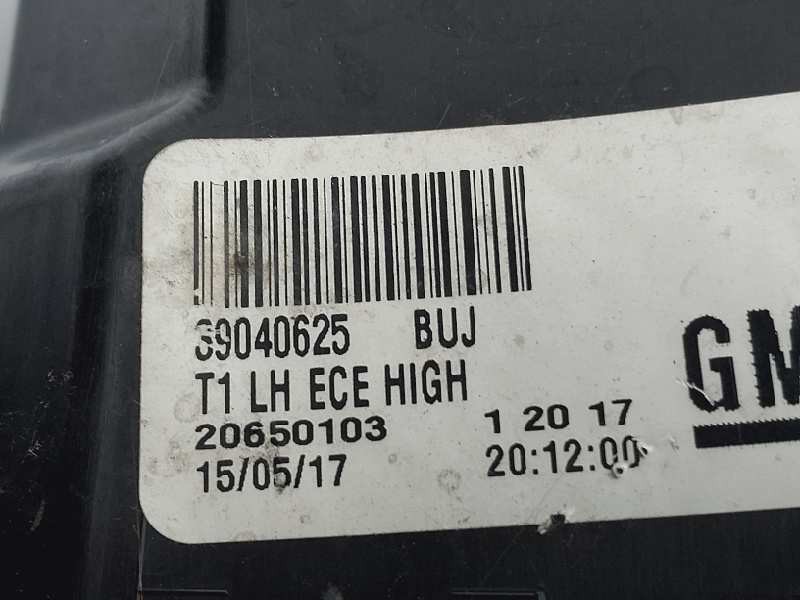 39040625 BUJ
T1 LH ECE HIGH
20650103 1 20 17
15/05/17 20:12:00
GM